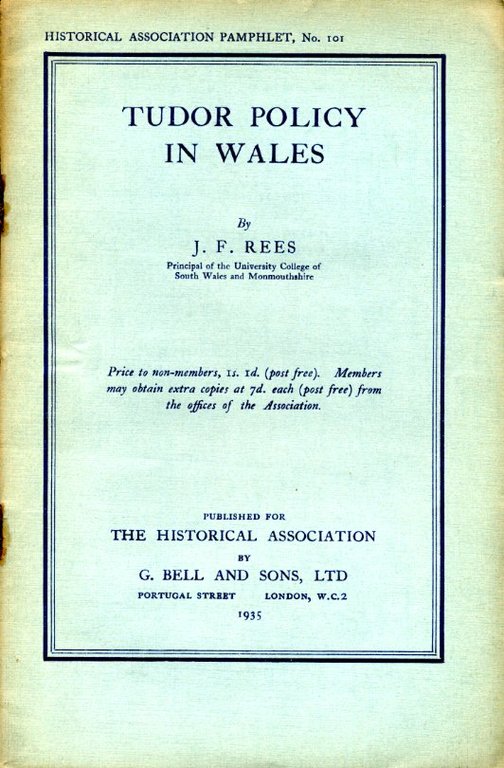 HISTORICAL ASSOCIATION PAMPHLET, No. 101
TUDOR POLICY
IN WALES
By
J. F. REES
Principal of the University College of
South Wales and Monmouthshire
Price to non-members, 1s. 1d. (post free). Members
may obtain extra copies at 7d. each (post free) from
the offices of the Association.
PUBLISHED FOR
THE HISTORICAL ASSOCIATION
BY
G. BELL AND SONS, LTD
PORTUGAL STREET LONDON, W.C.2
1935